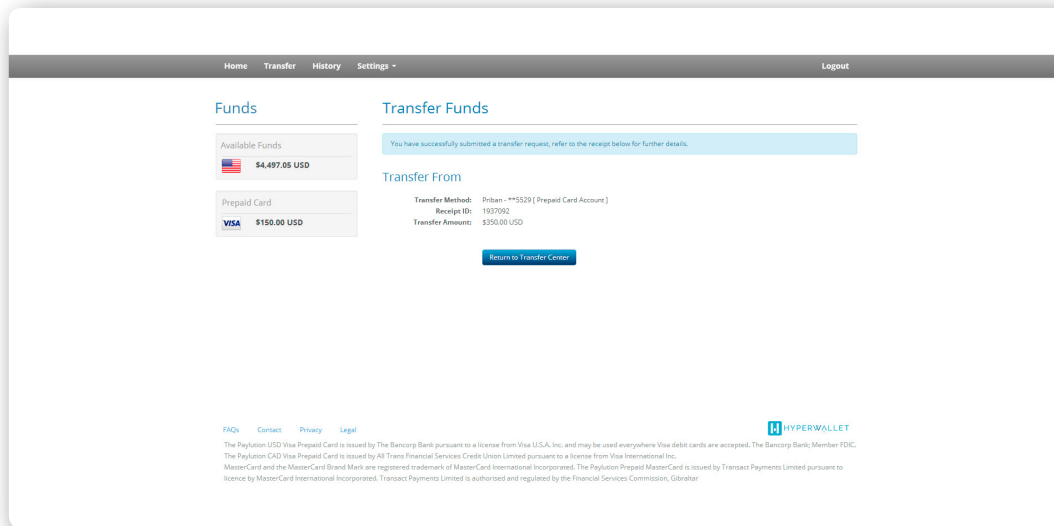 Home Transfer History Settings Logout
Funds
Available Funds
$4,497.05 USD
Prepaid Card
VISA $150.00 USD
Transfer Funds
You have successfully submitted a transfer request, refer to the receipt below for further details.
Transfer From
Transfer Method: Priban - **5529 [ Prepaid Card Account ]
Receipt ID: 1937092
Transfer Amount: $350.00 USD
Return to Transfer Center
FAQs Contact Privacy Legal
HYPERWALLET
The Paylution USD Visa Prepaid Card is issued by The Bancorp Bank pursuant to a license from Visa U.S.A. Inc. and may be used everywhere Visa debit cards are accepted. The Bancorp Bank; Member FDIC.
The Paylution CAD Visa Prepaid Card is issued by All Trans Financial Services Credit Union Limited pursuant to a license from Visa International Inc.
MasterCard and the MasterCard Brand Mark are registered trademark of MasterCard International Incorporated. The Paylution Prepaid MasterCard is issued by Transact Payments Limited pursuant to
licence by MasterCard International Incorporated. Transact Payments Limited is authorised and regulated by the Financial Services Commission, Gibraltar